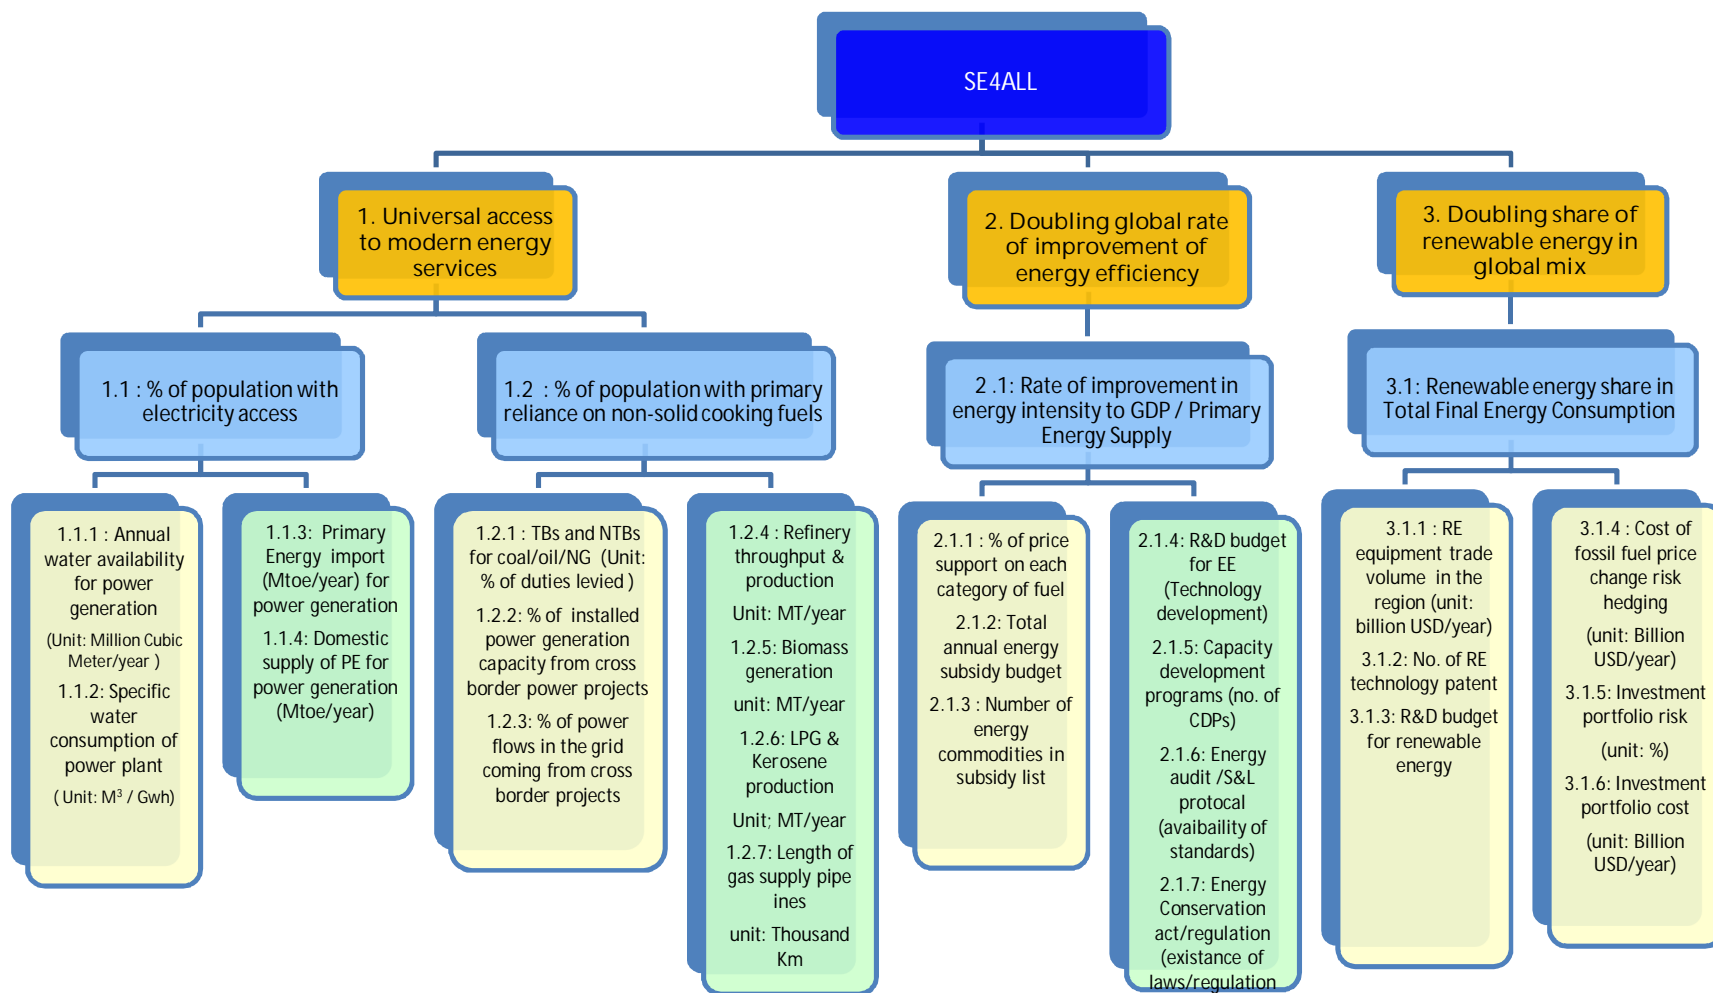 SE4ALL
1. Universal access
to modern energy
services
2. Doubling global rate
of improvement of
energy efficiency
3. Doubling share of
renewable energy in
global mix
1.1 : % of population with
electricity access
1.2 : % of population with primary
reliance on non-solid cooking fuels
2 .1: Rate of improvement in
energy intensity to GDP / Primary
Energy Supply
3.1: Renewable energy share in
Total Final Energy Consumption
1.1.1 : Annual
water availability
for power
generation
(Unit: Million Cubic
Meter/year )
1.1.2: Specific
water
consumption of
power plant
( Unit: M³ / Gwh)
1.1.3: Primary
Energy import
(Mtoe/year) for
power generation
1.1.4: Domestic
supply of PE for
power generation
(Mtoe/year)
1.2.1 : TBs and NTBs
for coal/oil/NG (Unit:
% of duties levied )
1.2.2: % of installed
power generation
capacity from cross
border power projects
1.2.3: % of power
flows in the grid
coming from cross
border projects
1.2.4: Refinery
throughput &
production
Unit: MT/year
1.2.5: Biomass
generation
unit: MT/year
1.2.6: LPG &
Kerosene
production
Unit; MT/year
1.2.7: Length of
gas supply pipe
ines
unit: Thousand
Km
2.1.1 : % of price
support on each
category of fuel
2.1.2: Total
annual energy
subsidy budget
2.1.3: Number of
energy
commodities in
subsidy list
2.1.4: R&D budget
for EE
(Technology
development)
2.1.5: Capacity
development
programs (no. of
CDPs)
2.1.6: Energy
audit /S&L
protocal
(avaibaility of
standards)
2.1.7: Energy
Conservation
act/regulation
(existance of
laws/regulation
3.1.1 : RE
equipment trade
volume in the
region (unit:
billion USD/year)
3.1.2: No. of RE
technology patent
3.1.3: R&D budget
for renewable
energy
3.1.4 : Cost of
fossil fuel price
change risk
hedging
(unit: Billion
USD/year)
3.1.5: Investment
portfolio risk
(unit: %)
3.1.6: Investment
portfolio cost
(unit: Billion
USD/year)